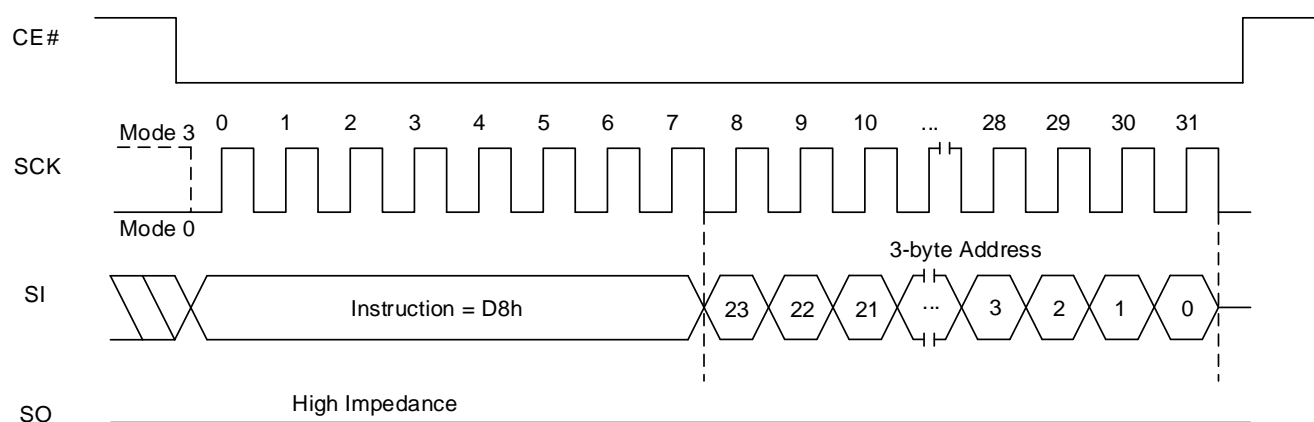 CE#
Mode 3
0 1 2 3 4 5 6 7 8 9 10 ... 28 29 30 31
SCK
Mode 0
3-byte Address
SI
Instruction = D8h
23 22 21 ... 3 2 1 0
High Impedance
SO